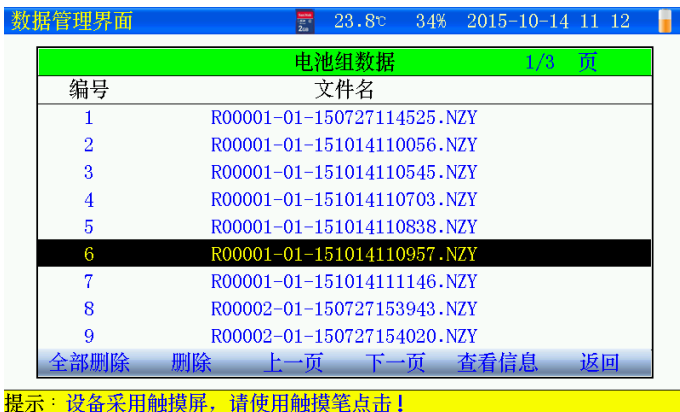 数据管理界面 23.8℃ 34% 2015-10-14 11 12
电池组数据 1/3 页
编号 文件名
1 R00001-01-150727114525.NZY
2 R00001-01-151014110056.NZY
3 R00001-01-151014110545.NZY
4 R00001-01-151014110703.NZY
5 R00001-01-151014110838.NZY
6 R00001-01-151014110957.NZY
7 R00001-01-151014111146.NZY
8 R00002-01-150727153943.NZY
9 R00002-01-150727154020.NZY
全部删除 删除 上一页 下一页 查看信息 返回
提示：设备采用触摸屏，请使用触摸笔点击！